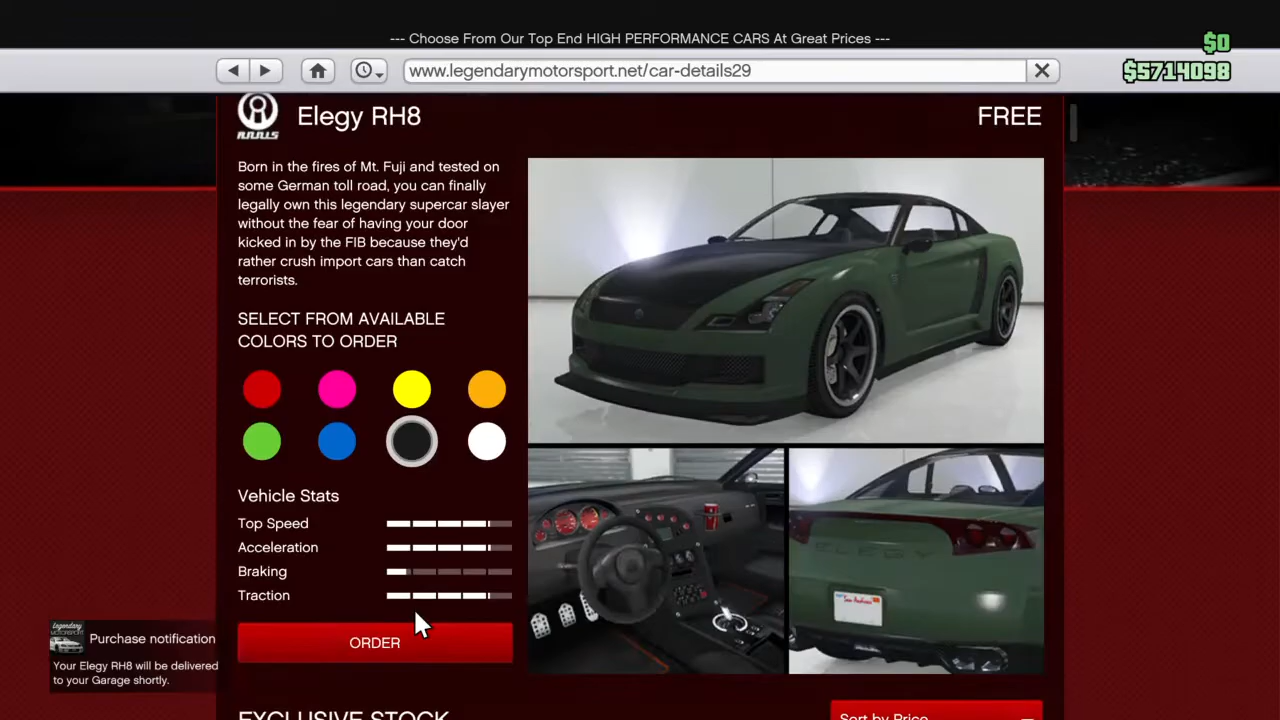 --- Choose From Our Top End HIGH PERFORMANCE CARS At Great Prices ---
$0
www.legendarymotorsport.net/car-details29
$5714098
Elegy RH8
FREE
Born in the fires of Mt. Fuji and tested on
some German toll road, you can finally
legally own this legendary supercar slayer
without the fear of having your door
kicked in by the FIB because they'd
rather crush import cars than catch
terrorists.
SELECT FROM AVAILABLE
COLORS TO ORDER
Vehicle Stats
Top Speed
Acceleration
Braking
Traction
ELEGY
ORDER
Legendary
MOTORSPORT
Purchase notification
Your Elegy RH8 will be delivered
to your Garage shortly.
EXCLUSIVE STOCK
Sort by Price